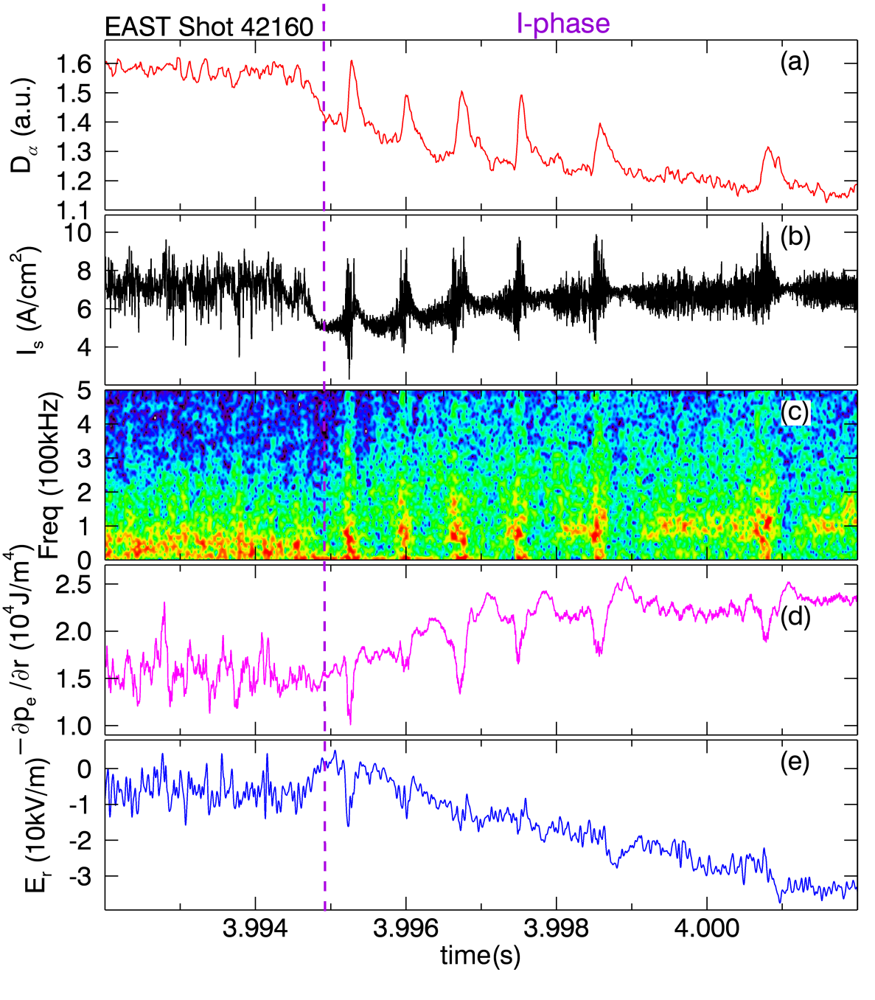 EAST Shot 42160
I-phase
(a)
Dα (a.u.)
1.6
1.5
1.4
1.3
1.2
1.1
(b)
Is (A/cm2)
10
8
6
4
(c)
Freq (100kHz)
5
4
3
2
1
0
(d)
−∂pe /∂r (10⁴J/m⁴)
2.5
2.0
1.5
1.0
(e)
Er (10kV/m)
0
-1
-2
-3
3.994 3.996 3.998 4.000
time(s)